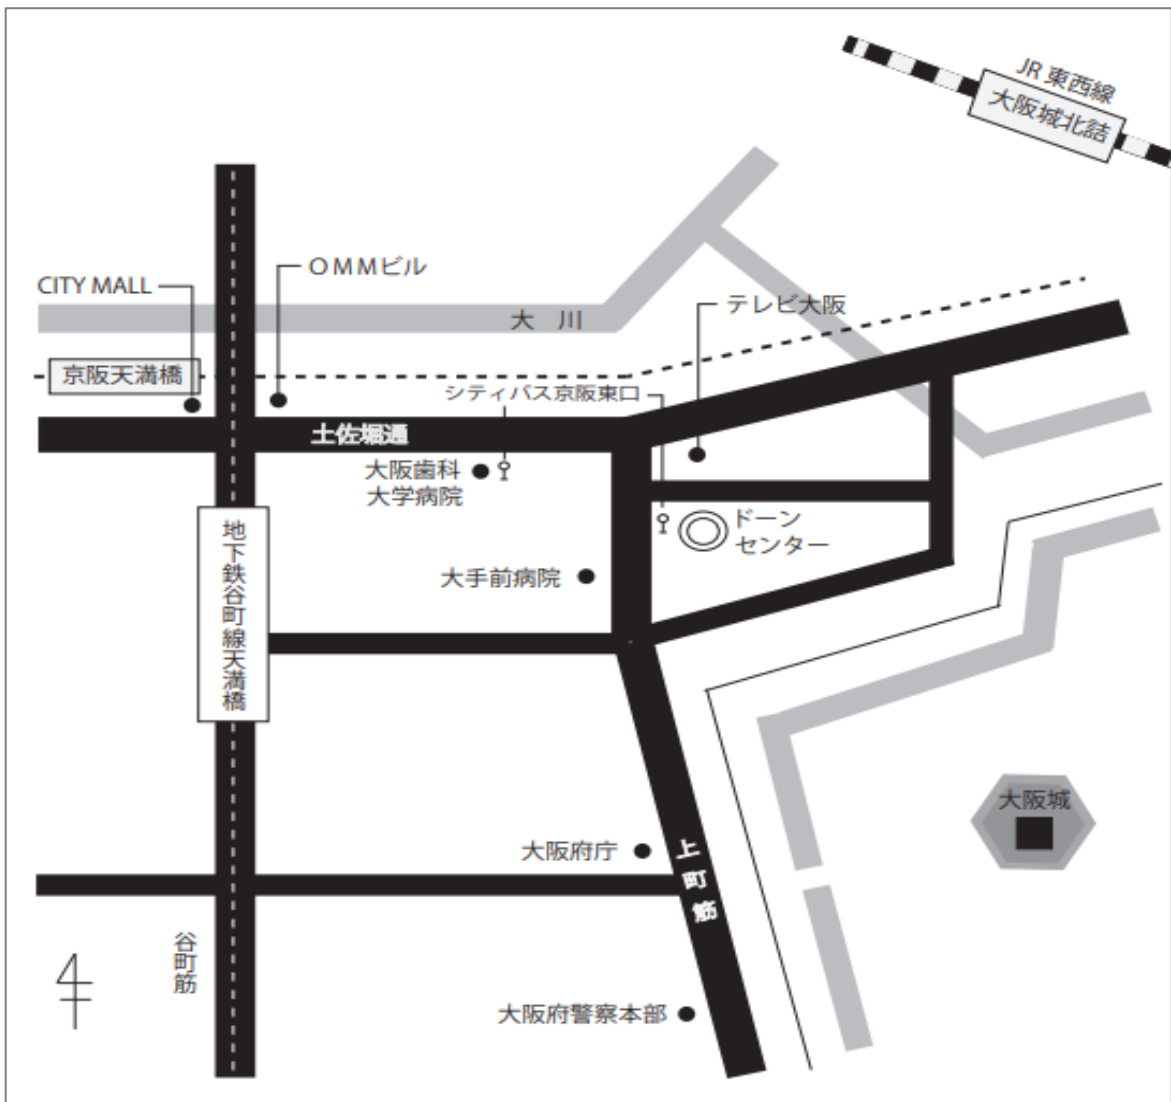 JR 東西線
大阪城北詰
OMMビル
CITY MALL
テレビ大阪
大 川
京阪天満橋
シティバス京阪東口
土佐堀通
大阪歯科
大学病院
ドーン
センター
地下鉄谷町線天満橋
大手前病院
大阪城
大阪府庁
上町筋
谷町筋
大阪府警察本部